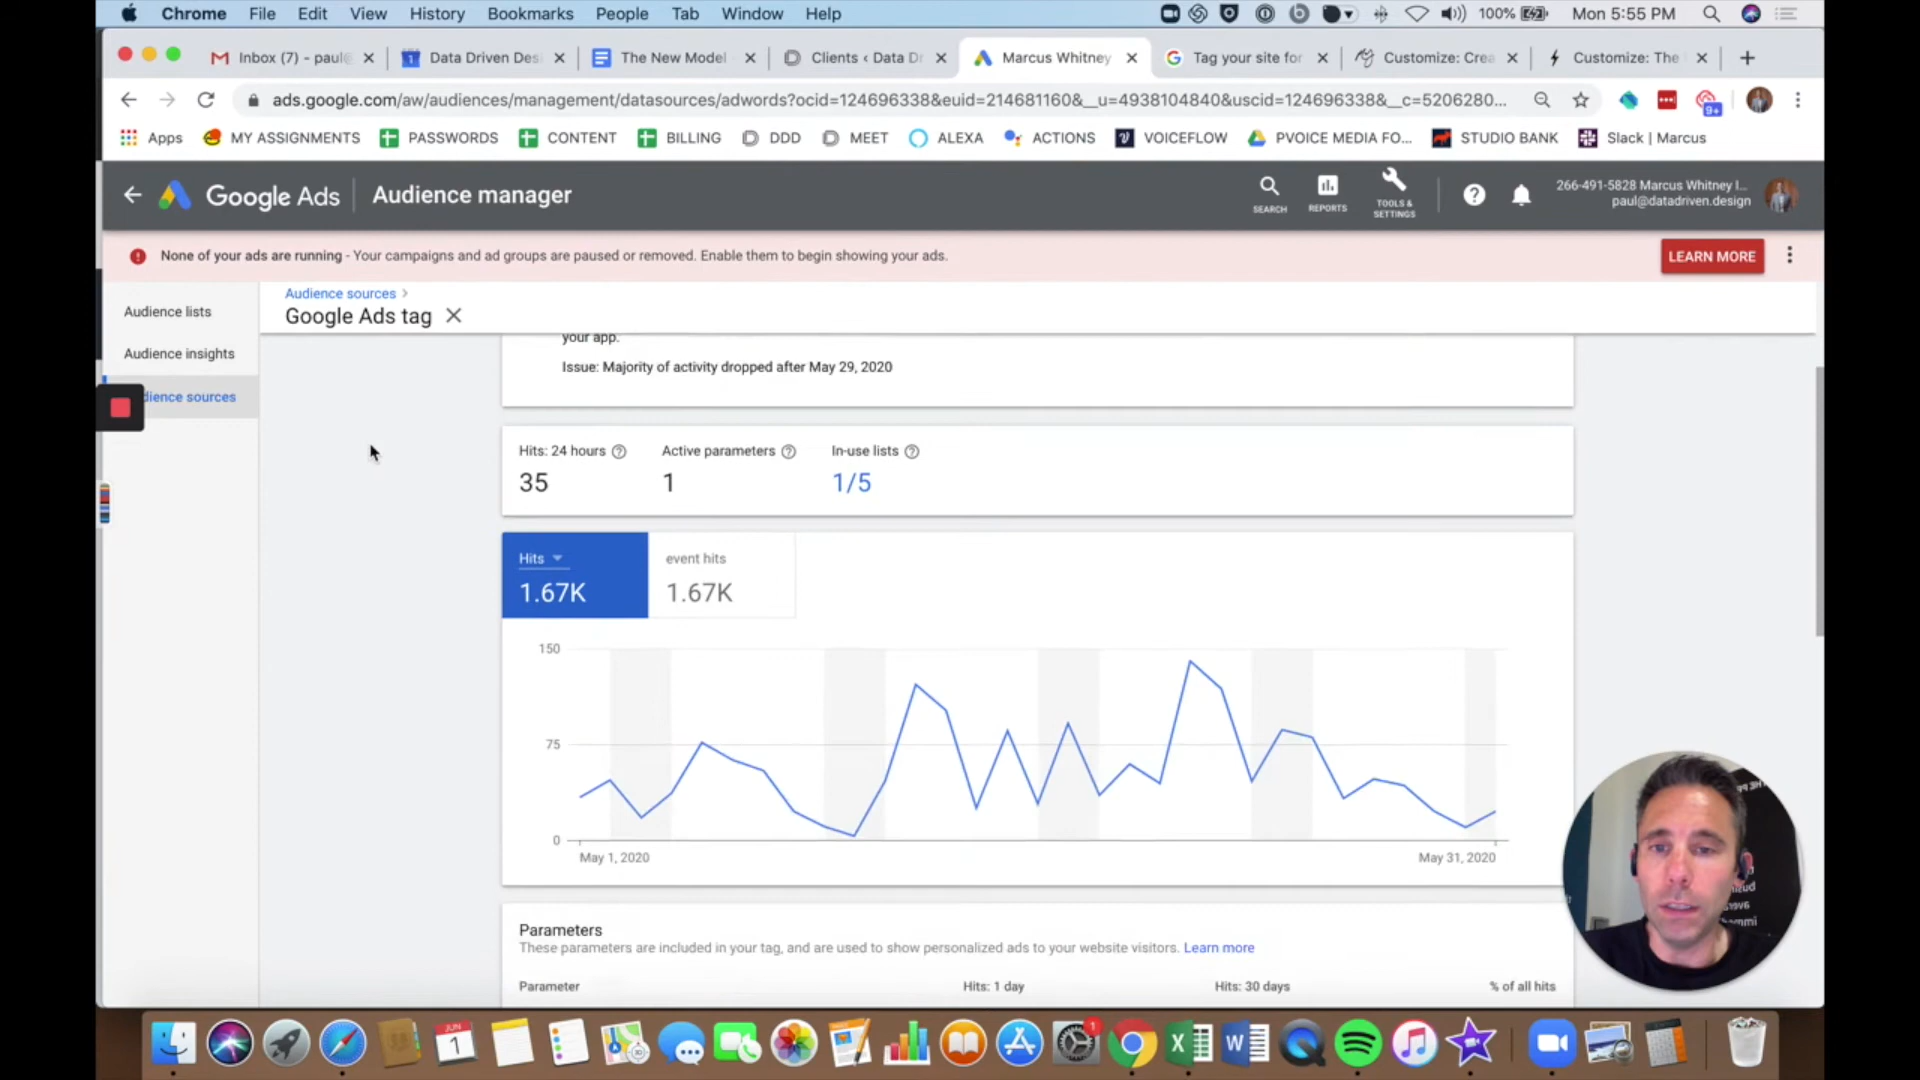 Chrome File Edit View History Bookmarks People Tab Window Help 100% Mon 5:55 PM
Inbox (7) - paul@ Data Driven Des The New Model Clients ‹ Data Dr Marcus Whitney Tag your site for Customize: Crea Customize: The
ads.google.com/aw/audiences/management/datasources/adwords?ocid=124696338&euid=214681160&__u=4938104840&uscid=124696338&__c=5206280...
9+
Apps MY ASSIGNMENTS PASSWORDS CONTENT BILLING DDD MEET ALEXA ACTIONS VOICEFLOW PVOICE MEDIA FO... STUDIO BANK Slack | Marcus
Google Ads Audience manager
SEARCH REPORTS TOOLS & SETTINGS
266-491-5828 Marcus Whitney I...
paul@datadriven.design
None of your ads are running - Your campaigns and ad groups are paused or removed. Enable them to begin showing your ads.
LEARN MORE
Audience lists
Audience insights
dience sources
Audience sources
Google Ads tag
your app.
Issue: Majority of activity dropped after May 29, 2020
Hits: 24 hours Active parameters In-use lists
35 1 1/5
Hits event hits
1.67K 1.67K
150
75
0
May 1, 2020 May 31, 2020
Parameters
These parameters are included in your tag, and are used to show personalized ads to your website visitors. Learn more
Parameter Hits: 1 day Hits: 30 days % of all hits
JUN
1
1